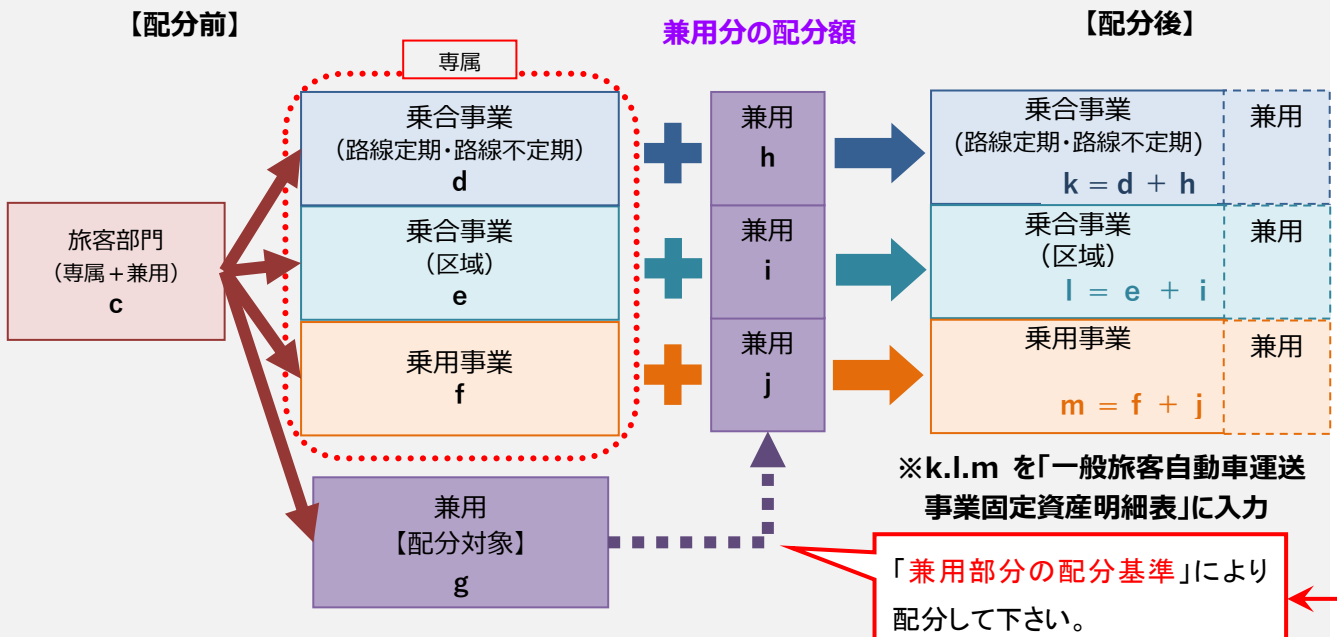 【配分前】
兼用分の配分額
【配分後】
専属
乗合事業
（路線定期・路線不定期）
d
兼用
h
乗合事業
(路線定期・路線不定期)
k = d + h
兼用
旅客部門
（専属＋兼用）
c
乗合事業
（区域）
e
兼用
i
乗合事業
（区域）
l = e + i
兼用
乗用事業
f
兼用
j
乗用事業
m = f + j
兼用
兼用
【配分対象】
g
※k.l.m を「一般旅客自動車運送
事業固定資産明細表」に入力
「兼用部分の配分基準」により
配分して下さい。